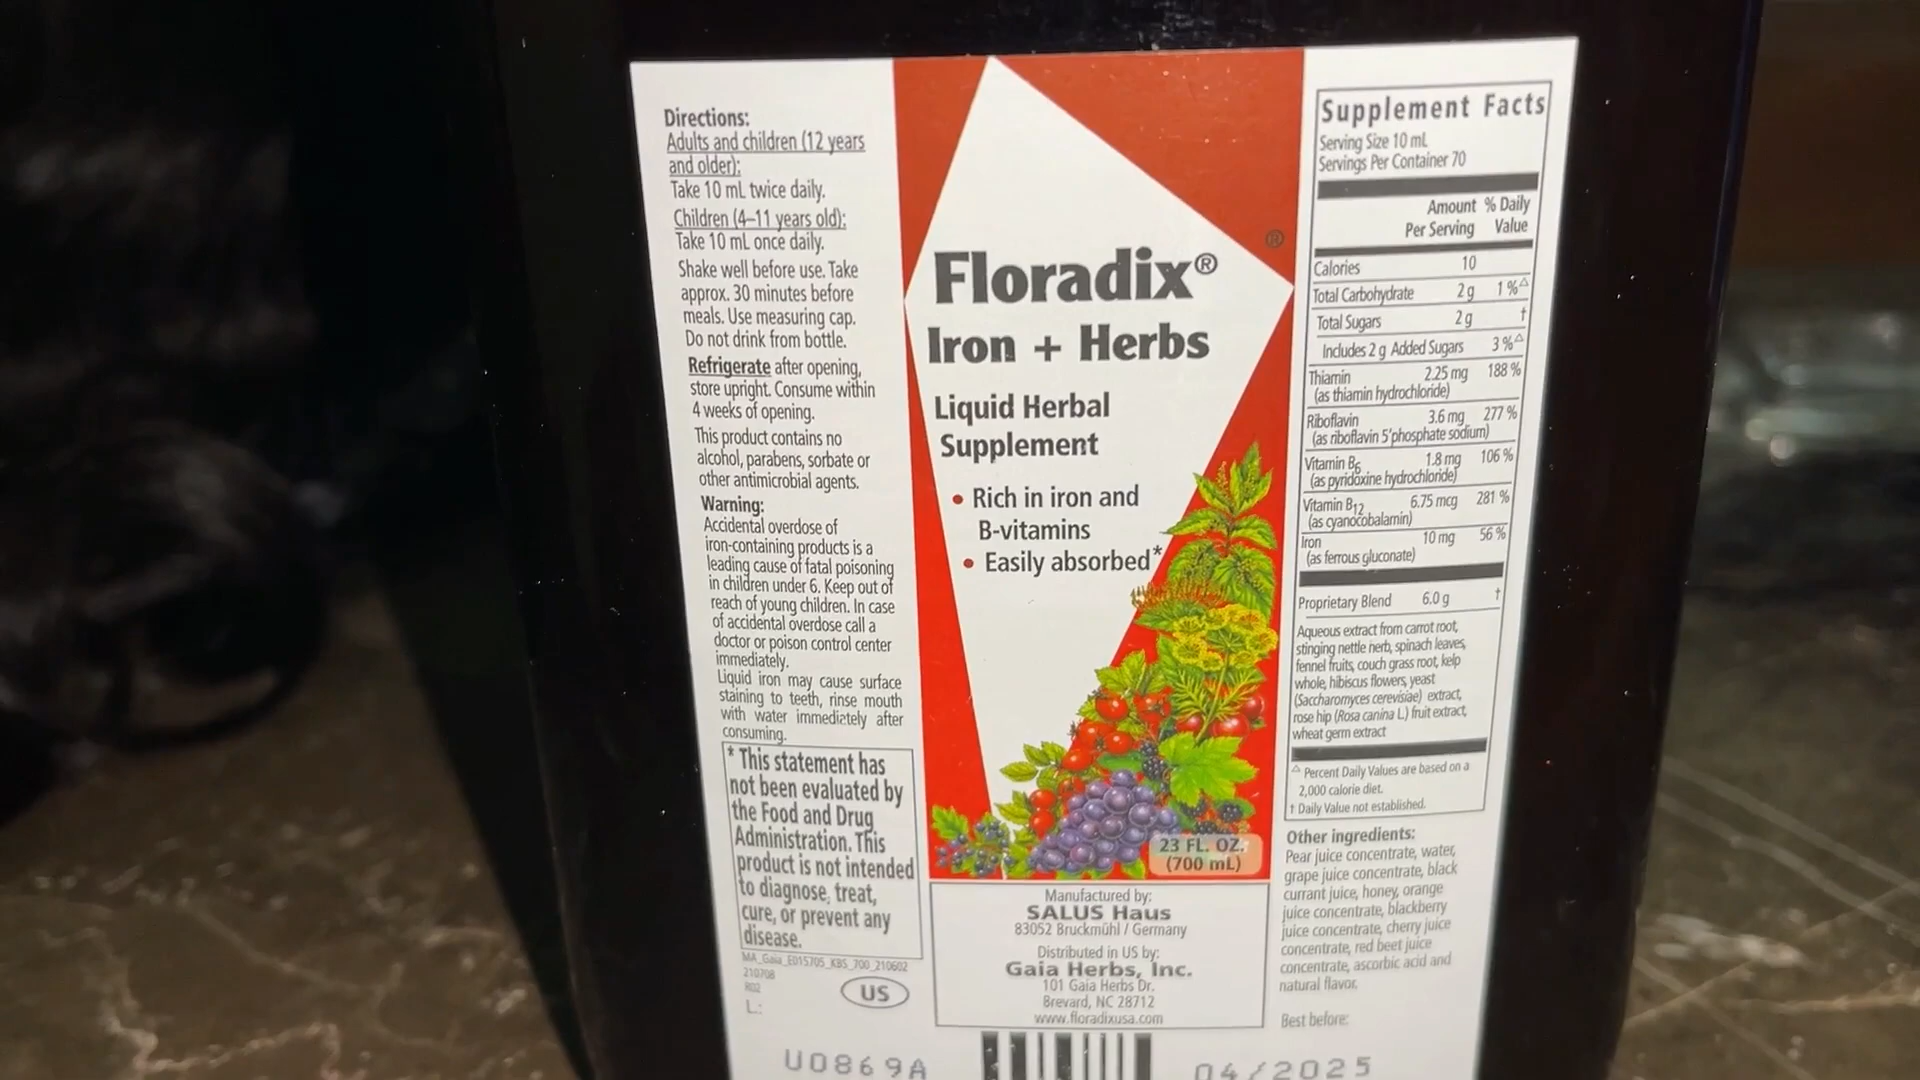 Directions:
Adults and children (12 years
and older):
Take 10 mL twice daily.
Children (4–11 years old):
Take 10 mL once daily.
Shake well before use. Take
approx. 30 minutes before
meals. Use measuring cap.
Do not drink from bottle.
Refrigerate after opening,
store upright. Consume within
4 weeks of opening.
This product contains no
alcohol, parabens, sorbate or
other antimicrobial agents.
Warning:
Accidental overdose of
iron-containing products is a
leading cause of fatal poisoning
in children under 6. Keep out of
reach of young children. In case
of accidental overdose call a
doctor or poison control center
immediately.
Liquid iron may cause surface
staining to teeth, rinse mouth
with water immediately after
consuming.
* This statement has
not been evaluated by
the Food and Drug
Administration. This
product is not intended
to diagnose, treat,
cure, or prevent any
disease.
MA_Gaia_E015705_KBS_700_210602
210708
R02
L:
US
U0869A
®
Floradix®
Iron + Herbs
Liquid Herbal
Supplement
• Rich in iron and
B-vitamins
• Easily absorbed*
23 FL. OZ.
(700 mL)
Manufactured by:
SALUS Haus
83052 Bruckmühl / Germany
Distributed in US by:
Gaia Herbs, Inc.
101 Gaia Herbs Dr.
Brevard, NC 28712
www.floradixusa.com
Supplement Facts
Serving Size 10 mL
Servings Per Container 70
Amount % Daily
Per Serving Value
Calories 10
Total Carbohydrate 2 g 1 %△
Total Sugars 2 g †
Includes 2 g Added Sugars 3 %△
Thiamin 2.25 mg 188 %
(as thiamin hydrochloride)
Riboflavin 3.6 mg 277 %
(as riboflavin 5'phosphate sodium)
Vitamin B6 1.8 mg 106 %
(as pyridoxine hydrochloride)
Vitamin B12 6.75 mcg 281 %
(as cyanocobalamin)
Iron 10 mg 56 %
(as ferrous gluconate)
Proprietary Blend 6.0 g †
Aqueous extract from carrot root,
stinging nettle herb, spinach leaves,
fennel fruits, couch grass root, kelp
whole, hibiscus flowers, yeast
(Saccharomyces cerevisiae) extract,
rose hip (Rosa canina L.) fruit extract,
wheat germ extract
△ Percent Daily Values are based on a
2,000 calorie diet.
† Daily Value not established.
Other ingredients:
Pear juice concentrate, water,
grape juice concentrate, black
currant juice, honey, orange
juice concentrate, blackberry
juice concentrate, cherry juice
concentrate, red beet juice
concentrate, ascorbic acid and
natural flavor.
Best before:
04/2025